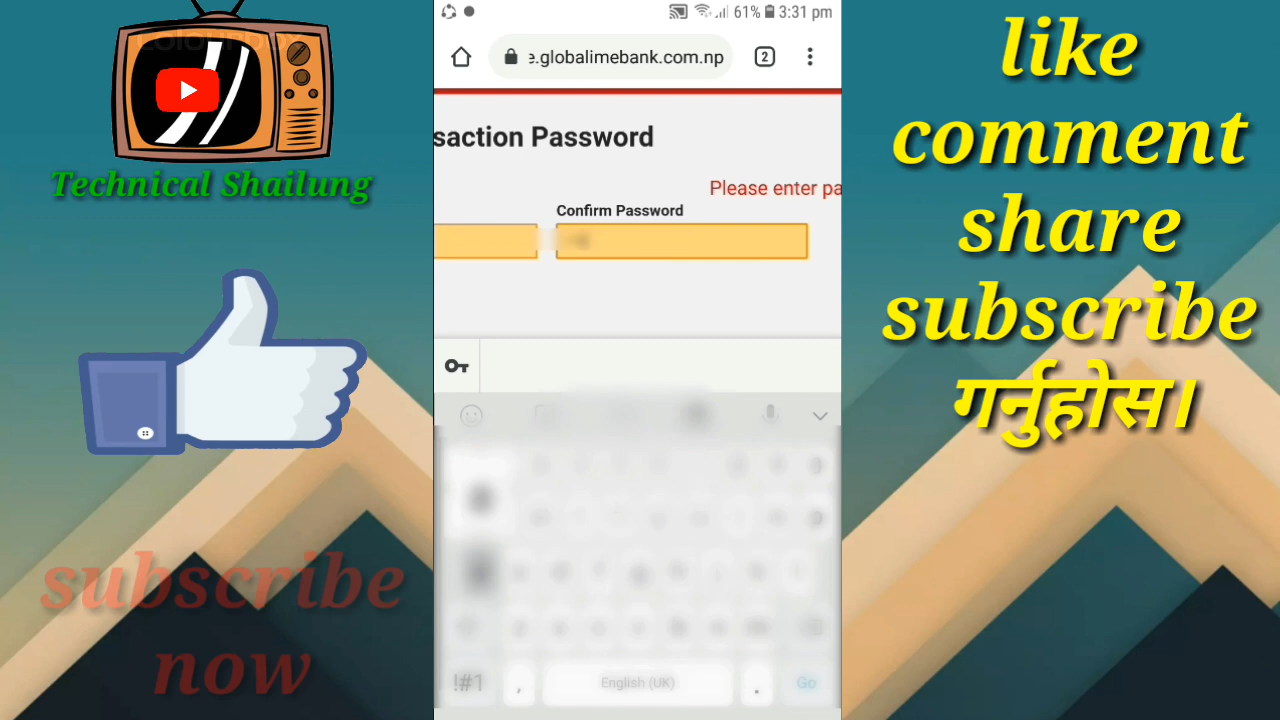 colourbox
Technical Shailung
subscribe
now
61% 3:31 pm
e.globalimebank.com.np
2
saction Password
Please enter pa
Confirm Password
!#1 , English (UK) . Go
like
comment
share
subscribe
गर्नुहोस।